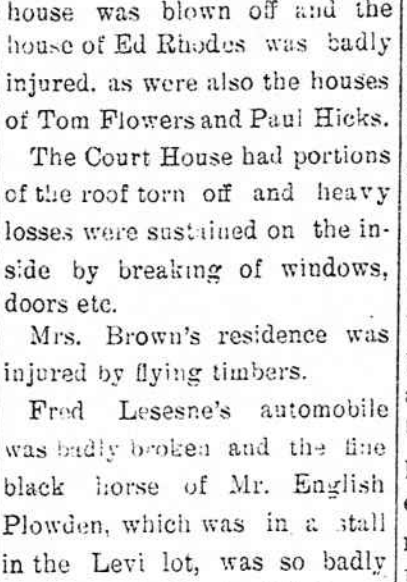 house was blown off and the
house of Ed Rhodes was badly
injured. as were also the houses
of Tom Flowers and Paul Hicks.
The Court House had portions
of the roof torn off and heavy
losses were sustained on the in-
side by breaking of windows,
doors etc.
Mrs. Brown's residence was
injured by flying timbers.
Fred Lesesne's automobile
was badly broken and the fine
black horse of Mr. English
Plowden, which was in a stall
in the Levi lot, was so badly